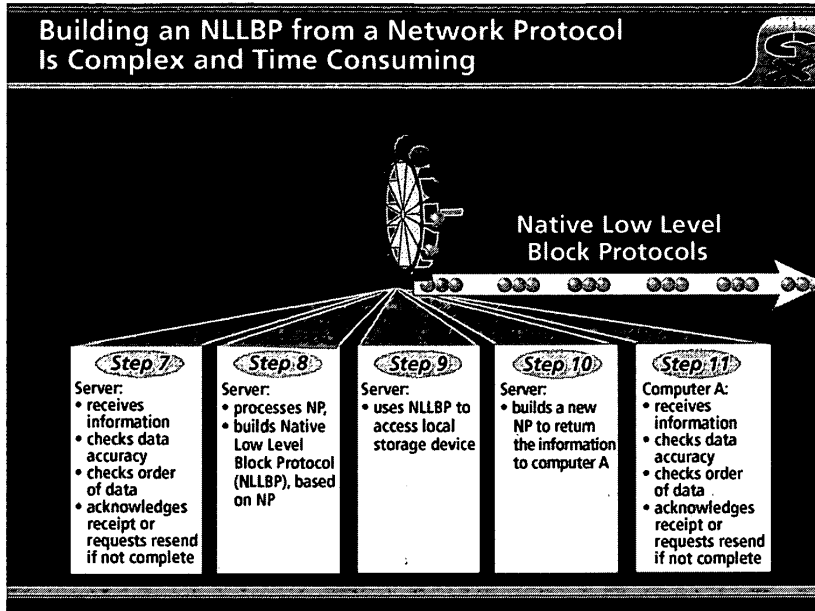 Building an NLLBP from a Network Protocol
Is Complex and Time Consuming
Native Low Level
Block Protocols
Step 7
Server:
• receives
information
• checks data
accuracy
• checks order
of data
• acknowledges
receipt or
requests resend
if not complete
Step 8
Server:
• processes NP,
• builds Native
Low Level
Block Protocol
(NLLBP), based
on NP
Step 9
Server:
• uses NLLBP to
access local
storage device
Step 10
Server:
• builds a new
NP to return
the information
to computer A
Step 11
Computer A:
• receives
information
• checks data
accuracy
• checks order
of data
• acknowledges
receipt or
requests resend
if not complete